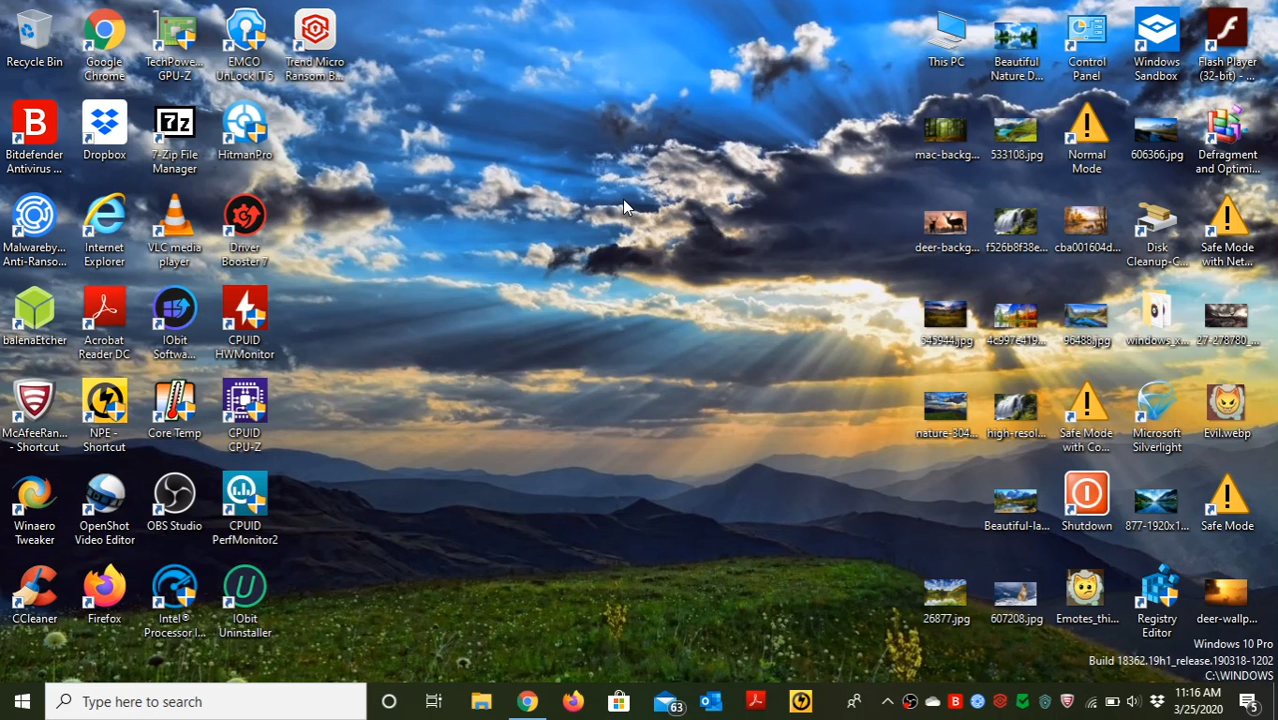 Recycle Bin
Google Chrome
TechPowe... GPU-Z
EMCO UnLock IT 5
Trend Micro Ransom B...
Bitdefender Antivirus ...
Dropbox
7-Zip File Manager
HitmanPro
Malwareby... Anti-Ranso...
Internet Explorer
VLC media player
Driver Booster 7
balenaEtcher
Acrobat Reader DC
IObit Softwa...
CPUID HWMonitor
McAfeeRan... - Shortcut
NPE - Shortcut
Core Temp
CPUID CPU-Z
Winaero Tweaker
OpenShot Video Editor
OBS Studio
CPUID PerfMonitor2
CCleaner
Firefox
Intel® Processor I...
IObit Uninstaller
This PC
Beautiful Nature D...
Control Panel
Windows Sandbox
Flash Player (32-bit) - ...
mac-backg...
533108.jpg
Normal Mode
606366.jpg
Defragment and Optimi...
deer-backg...
f526b8f38e...
cba001604d...
Disk Cleanup-C...
Safe Mode with Net...
545944.jpg
4c997e419...
96488.jpg
windows_x...
27-278780_...
nature-304...
high-resol...
Safe Mode with Co...
Microsoft Silverlight
Evil.webp
Beautiful-la...
Shutdown
877-1920x1...
Safe Mode
26877.jpg
607208.jpg
Emotes_thi...
Registry Editor
deer-wallp...
Windows 10 Pro
Build 18362.19h1_release.190318-1202
C:\WINDOWS
Type here to search
63
11:16 AM
3/25/2020
5